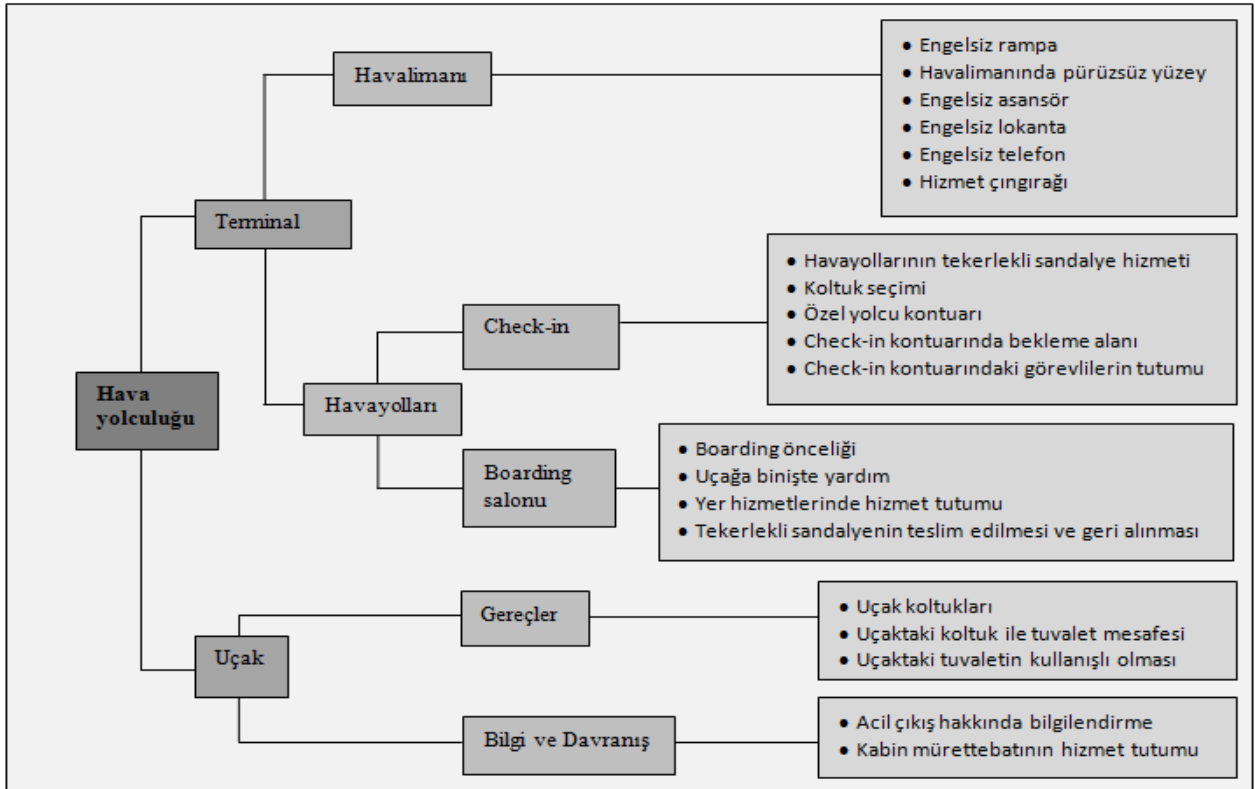 Havalimanı
• Engelsiz rampa
• Havalimanında pürüzsüz yüzey
• Engelsiz asansör
• Engelsiz lokanta
• Engelsiz telefon
• Hizmet çıngırağı
Terminal
• Havayollarının tekerlekli sandalye hizmeti
• Koltuk seçimi
• Özel yolcu kontuarı
• Check-in kontuarında bekleme alanı
• Check-in kontuarındaki görevlilerin tutumu
Check-in
Hava
yolculuğu
Havayolları
Boarding
salonu
• Boarding önceliği
• Uçağa binişte yardım
• Yer hizmetlerinde hizmet tutumu
• Tekerlekli sandalyenin teslim edilmesi ve geri alınması
Gereçler
• Uçak koltukları
• Uçaktaki koltuk ile tuvalet mesafesi
• Uçaktaki tuvaletin kullanışlı olması
Uçak
Bilgi ve Davranış
• Acil çıkış hakkında bilgilendirme
• Kabin mürettebatının hizmet tutumu